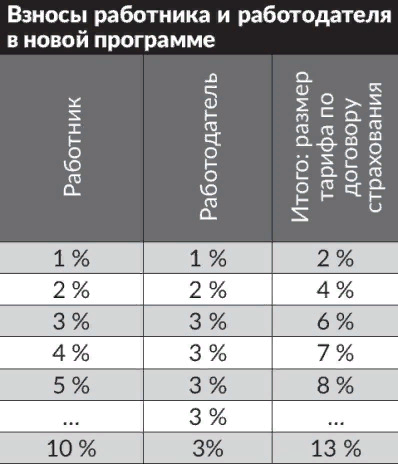 Взносы работника и работодателя
в новой программе
Работник
Работодатель
Итого: размер
тарифа по
договору
страхования
1 % 1 % 2 %
2 % 2 % 4 %
3 % 3 % 6 %
4 % 3 % 7 %
5 % 3 % 8 %
... 3 % ...
10 % 3% 13 %